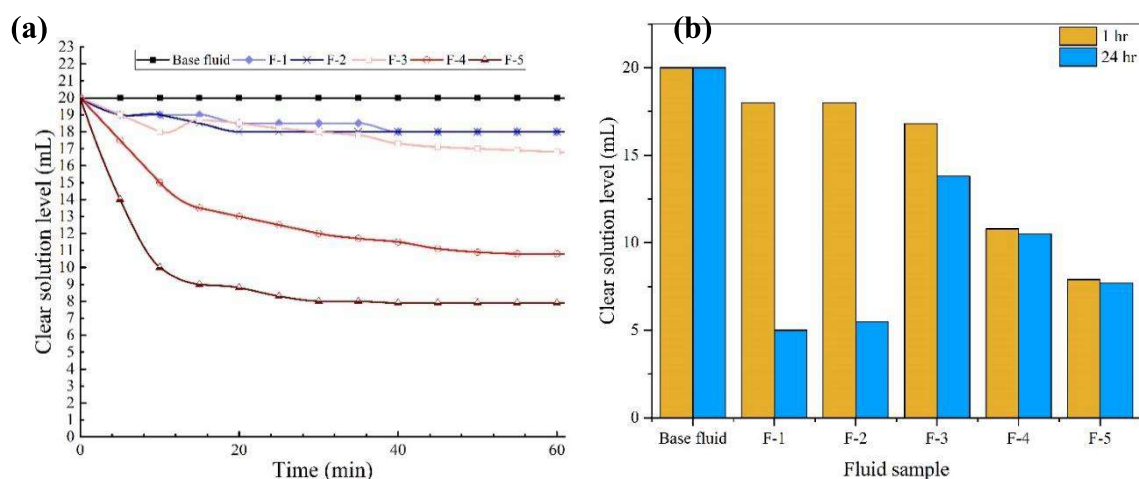 (a)
23
22
21
20
19
18
17
16
15
14
13
12
11
10
9
8
7
6
5
4
3
2
1
0
Clear solution level (mL)
Base fluid F-1 F-2 F-3 F-4 F-5
0 20 40 60
Time (min)
(b)
1 hr
24 hr
20
15
10
5
0
Clear solution level (mL)
Base fluid F-1 F-2 F-3 F-4 F-5
Fluid sample